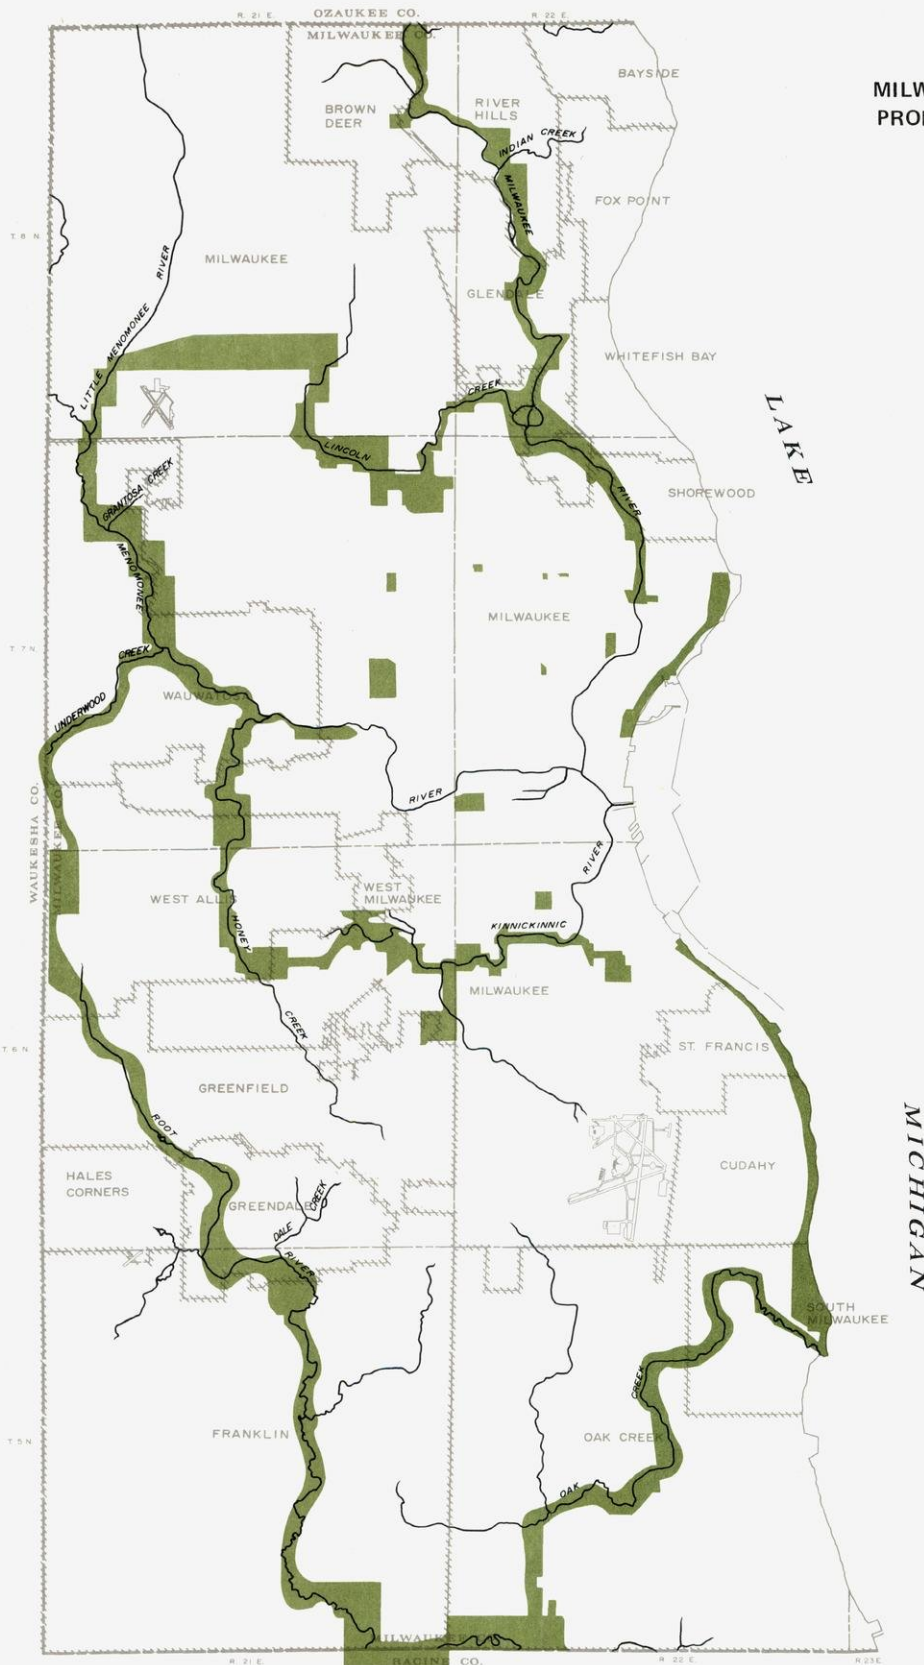 R. 21 E.
OZAUKEE CO.
R. 22 E.
MILWAUKEE CO.
BAYSIDE
MILW
PROP
BROWN
DEER
RIVER
HILLS
INDIAN CREEK
MILWAUKEE
FOX POINT
T. 8 N.
MILWAUKEE
LITTLE MENOMONEE RIVER
GLENDALE
WHITEFISH BAY
CREEK
LAKE
LINCOLN
GRANTOSA CREEK
RIVER
SHOREWOOD
MENOMONEE
MILWAUKEE
T. 7 N.
CREEK
WAUWATOSA
UNDERWOOD
RIVER
WAUKESHA CO.
MILWAUKEE CO.
RIVER
WEST ALLIS
WEST
MILWAUKEE
HONEY
KINNICKINNIC
MILWAUKEE
CREEK
ST. FRANCIS
T. 6 N.
GREENFIELD
ROOT
MICHIGAN
HALES
CORNERS
CUDAHY
GREENDALE
DALE CREEK
RIVER
SOUTH
MILWAUKEE
CREEK
FRANKLIN
OAK CREEK
T. 5 N.
OAK
MILWAUKEE CO.
R. 21 E.
RACINE CO.
R. 22 E.
R. 23 E.